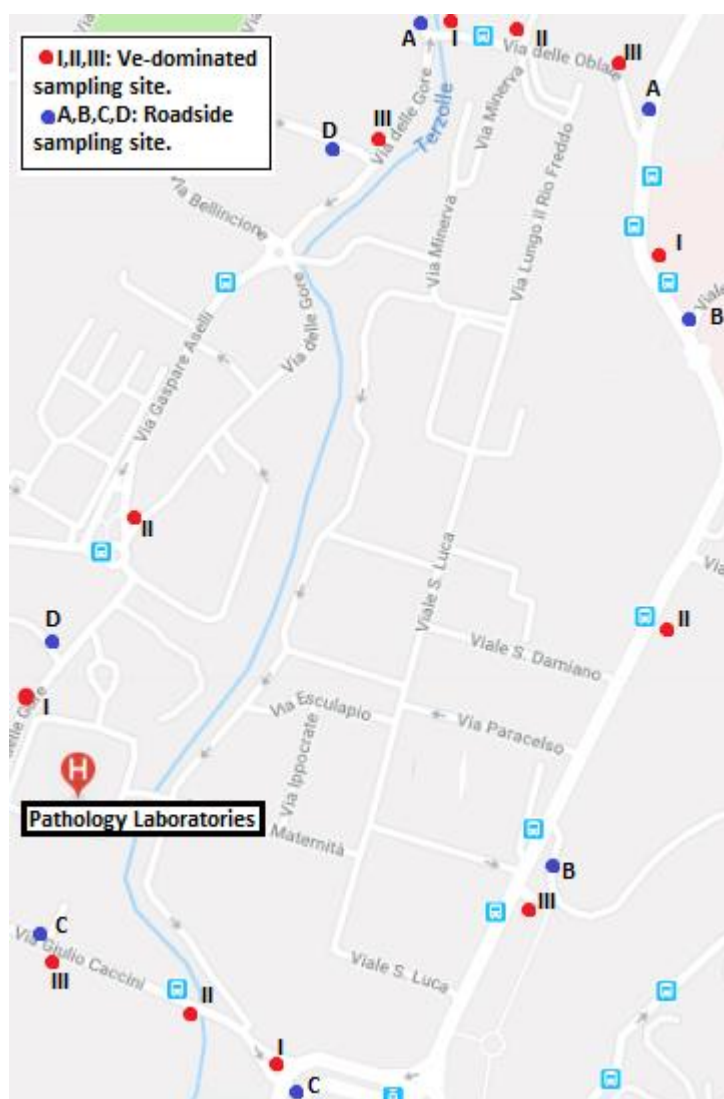 I,II,III: Ve-dominated
sampling site.
A,B,C,D: Roadside
sampling site.
A
I
II
Via delle Oblate
III
A
D
III
Via delle Gore
Terzolle
Via Minerva
Via Bellincione
Via Minerva
Via Lungo il Rio Freddo
I
Viale
B
Via Gaspare Aselli
Via delle Gore
II
Viale S. Luca
D
II
Viale S. Damiano
I
delle Gore
Via Esculapio
Via Paracelso
Via Ippocrate
H
Pathology Laboratories
Maternità
B
III
C
Via Giulio Caccini
III
Viale S. Luca
II
I
C